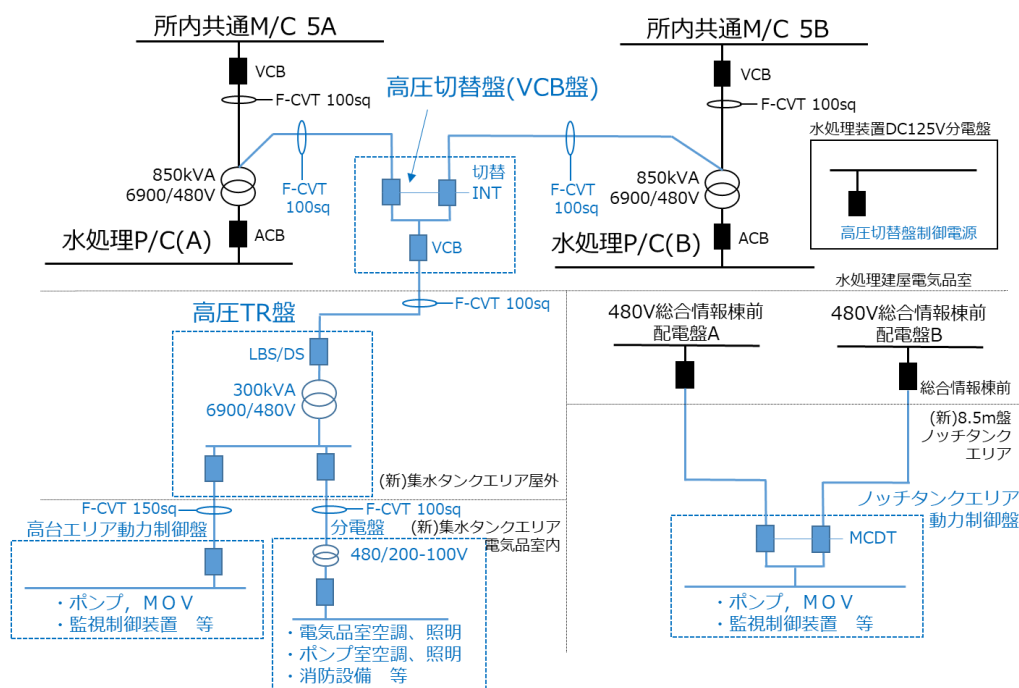 所内共通M/C 5A
所内共通M/C 5B
VCB
VCB
高圧切替盤(VCB盤)
F-CVT 100sq
F-CVT 100sq
水処理装置DC125V分電盤
850kVA
6900/480V
F-CVT
100sq
切替
INT
F-CVT
100sq
850kVA
6900/480V
高圧切替盤制御電源
水処理P/C(A)
ACB
VCB
水処理P/C(B)
ACB
水処理建屋電気品室
F-CVT 100sq
高圧TR盤
480V総合情報棟前
配電盤A
480V総合情報棟前
配電盤B
LBS/DS
300kVA
6900/480V
総合情報棟前
(新)8.5m盤
ノッチタンク
エリア
(新)集水タンクエリア屋外
F-CVT 150sq
F-CVT 100sq
ノッチタンクエリア
動力制御盤
高台エリア動力制御盤
分電盤
(新)集水タンクエリア
電気品室内
480/200-100V
MCDT
・ポンプ，ＭＯＶ
・監視制御装置　等
・電気品室空調、照明
・ポンプ室空調、照明
・消防設備　等
・ポンプ，ＭＯＶ
・監視制御装置　等